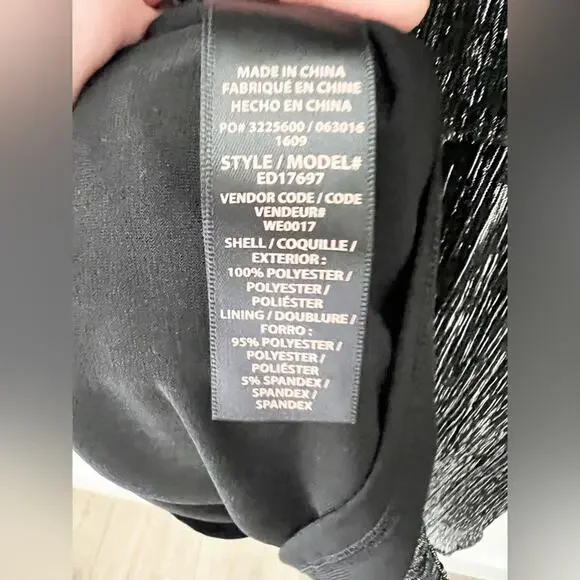 MADE IN CHINA
FABRIQUÉ EN CHINE
HECHO EN CHINA
PO# 3225600 / 063016
1609
STYLE / MODEL#
ED17697
VENDOR CODE / CODE
VENDEUR#
WE0017
SHELL / COQUILLE /
EXTERIOR :
100% POLYESTER /
POLYESTER /
POLIÉSTER
LINING / DOUBLURE /
FORRO :
95% POLYESTER /
POLYESTER /
POLIÉSTER
5% SPANDEX /
SPANDEX /
SPANDEX